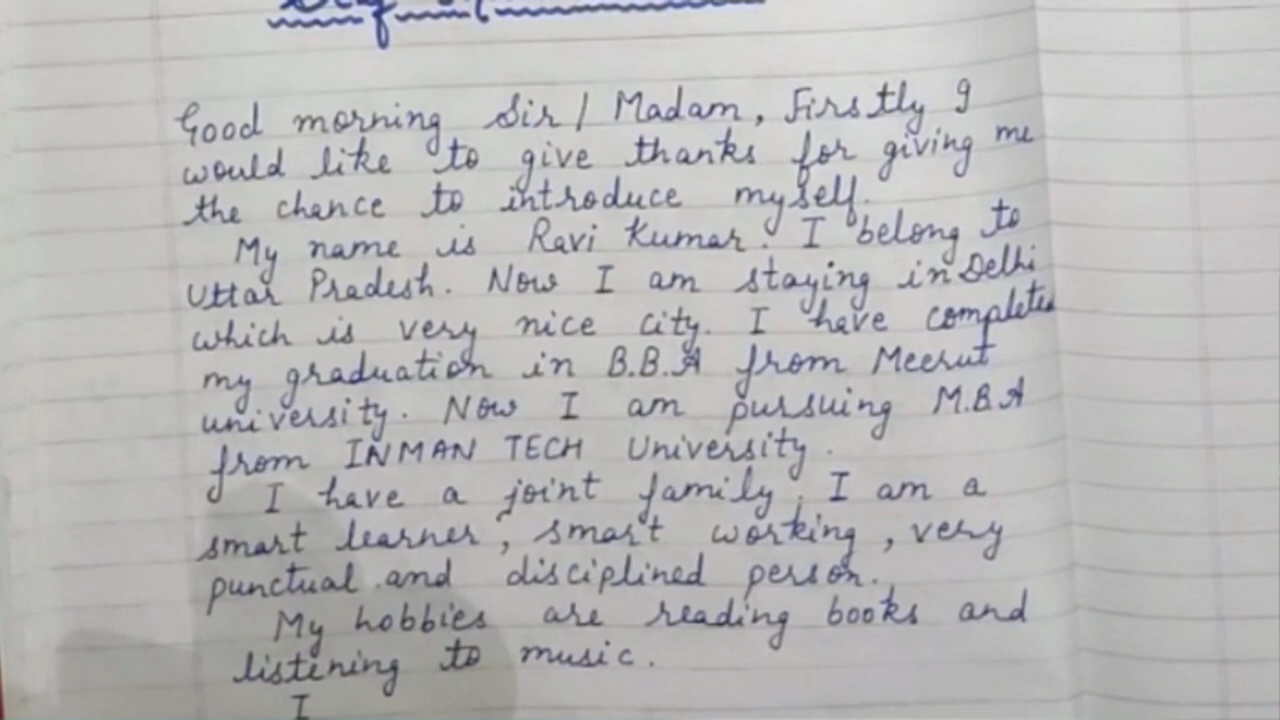 Good morning Sir / Madam, Firstly I
would like to give thanks for giving me
the chance to introduce myself.
My name is Ravi Kumar. I belong to
Uttar Pradesh. Now I am staying in Delhi
which is very nice city. I have completed
my graduation in B.B.A from Meerut
university. Now I am pursuing M.B.A
from INMAN TECH University.
I have a joint family. I am a
smart learner, smart working, very
punctual and disciplined person.
My hobbies are reading books and
listening to music.
I